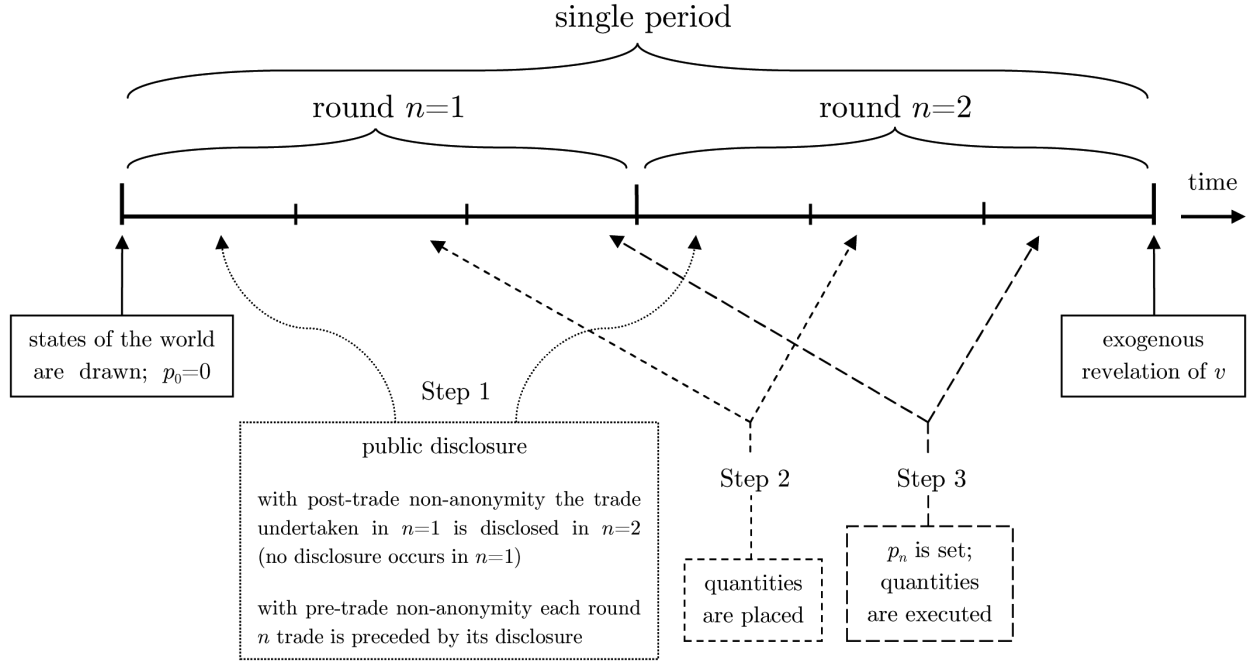 single period
round n=1
round n=2
time
states of the world
are drawn; p₀=0
exogenous
revelation of v
Step 1
public disclosure
with post-trade non-anonymity the trade
undertaken in n=1 is disclosed in n=2
(no disclosure occurs in n=1)
with pre-trade non-anonymity each round
n trade is preceded by its disclosure
Step 2
quantities
are placed
Step 3
pₙ is set;
quantities
are executed